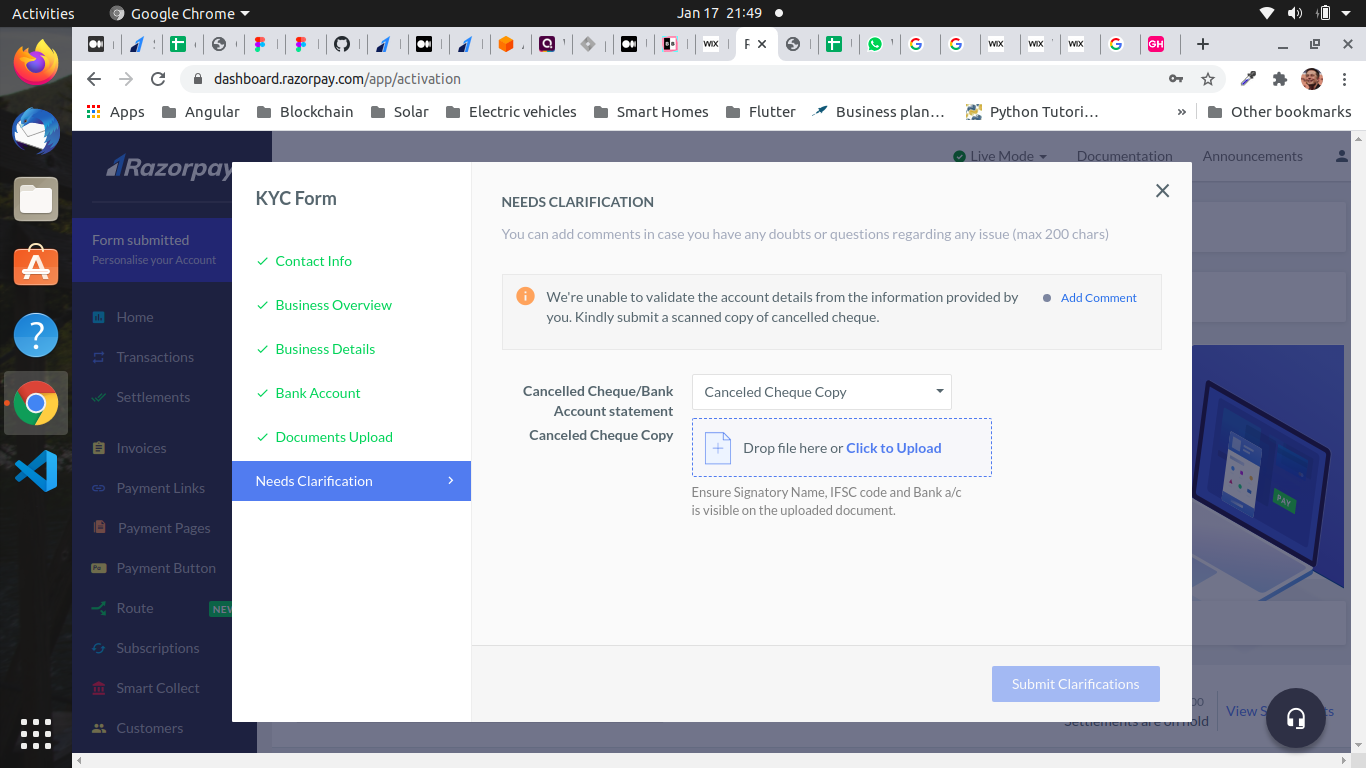 Activities
Google Chrome
Jan 17 21:49
WIX
WIX
WIX
WIX
GH
dashboard.razorpay.com/app/activation
Apps
Angular
Blockchain
Solar
Electric vehicles
Smart Homes
Flutter
Business plan…
Python Tutori…
»
Other bookmarks
Razorpay
Live Mode
Documentation
Announcements
Form submitted
Personalise your Account
Home
Transactions
Settlements
Invoices
Payment Links
Payment Pages
Payment Button
Route
NEW
Subscriptions
Smart Collect
Customers
KYC Form
Contact Info
Business Overview
Business Details
Bank Account
Documents Upload
Needs Clarification
NEEDS CLARIFICATION
You can add comments in case you have any doubts or questions regarding any issue (max 200 chars)
We're unable to validate the account details from the information provided by
you. Kindly submit a scanned copy of cancelled cheque.
Add Comment
Cancelled Cheque/Bank
Account statement
Canceled Cheque Copy
Canceled Cheque Copy
Drop file here or Click to Upload
Ensure Signatory Name, IFSC code and Bank a/c
is visible on the uploaded document.
Submit Clarifications
PAY
Settlements are on hold